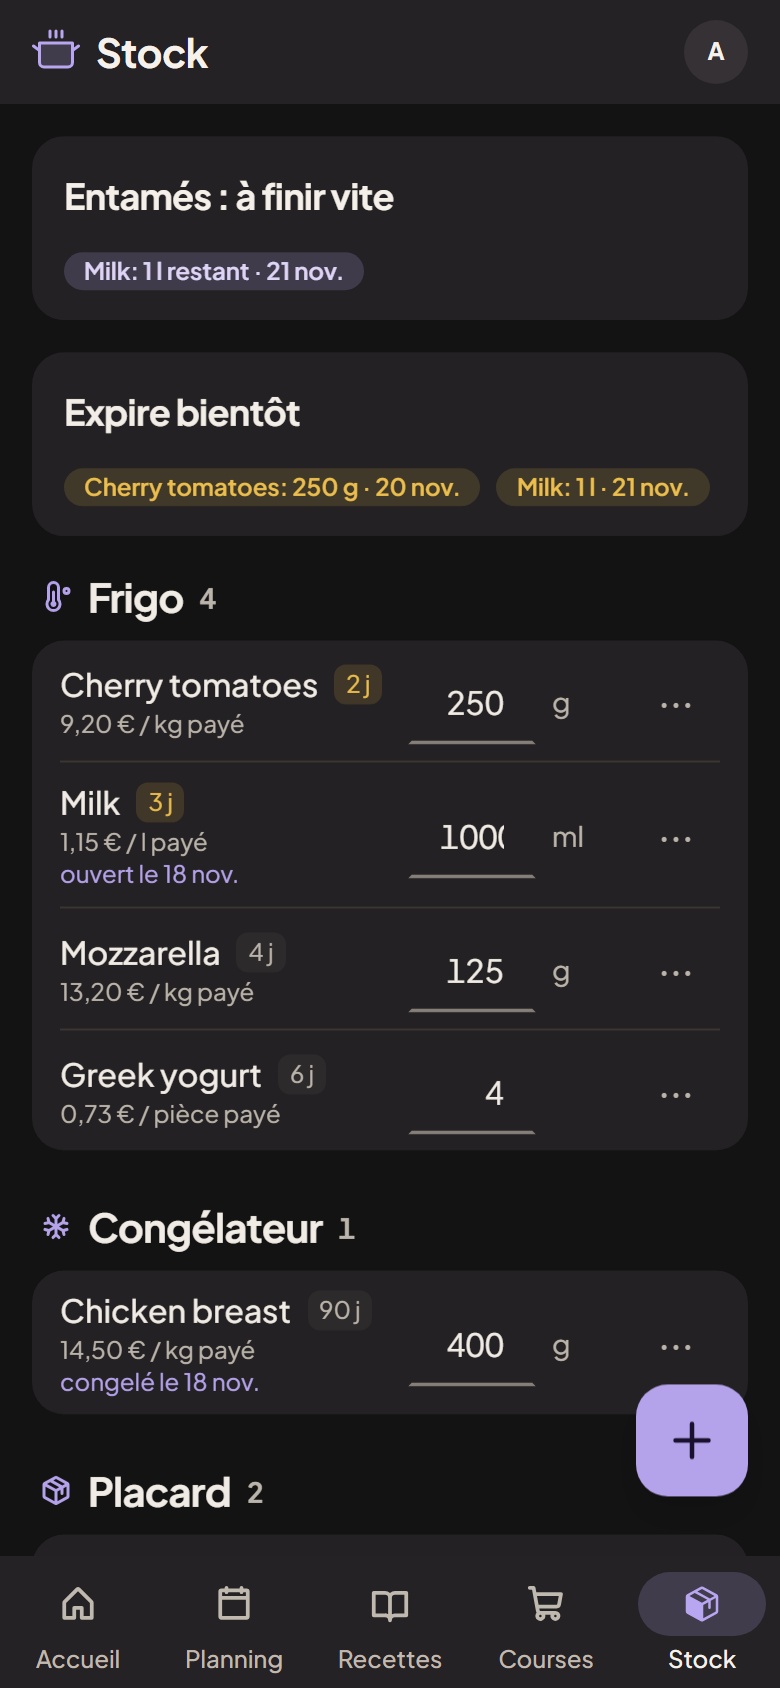 Stock
A
Entamés : à finir vite
Milk: 1 l restant · 21 nov.
Expire bientôt
Cherry tomatoes: 250 g · 20 nov.
Milk: 1 l · 21 nov.
Frigo 4
Cherry tomatoes 2 j
250 g ...
9,20 € / kg payé
Milk 3 j
1,15 € / l payé
1000 ml ...
ouvert le 18 nov.
Mozzarella 4 j
125 g ...
13,20 € / kg payé
Greek yogurt 6 j
4 ...
0,73 € / pièce payé
Congélateur 1
Chicken breast 90 j
14,50 € / kg payé
400 g ...
congelé le 18 nov.
+
Placard 2
Accueil
Planning
Recettes
Courses
Stock